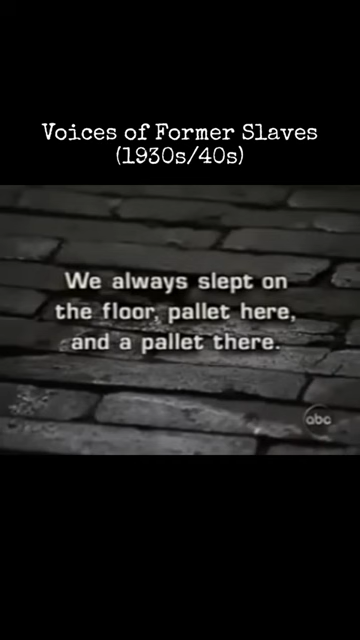 Voices of Former Slaves
(1930s/40s)
We always slept on
the floor, pallet here,
and a pallet there.
abc